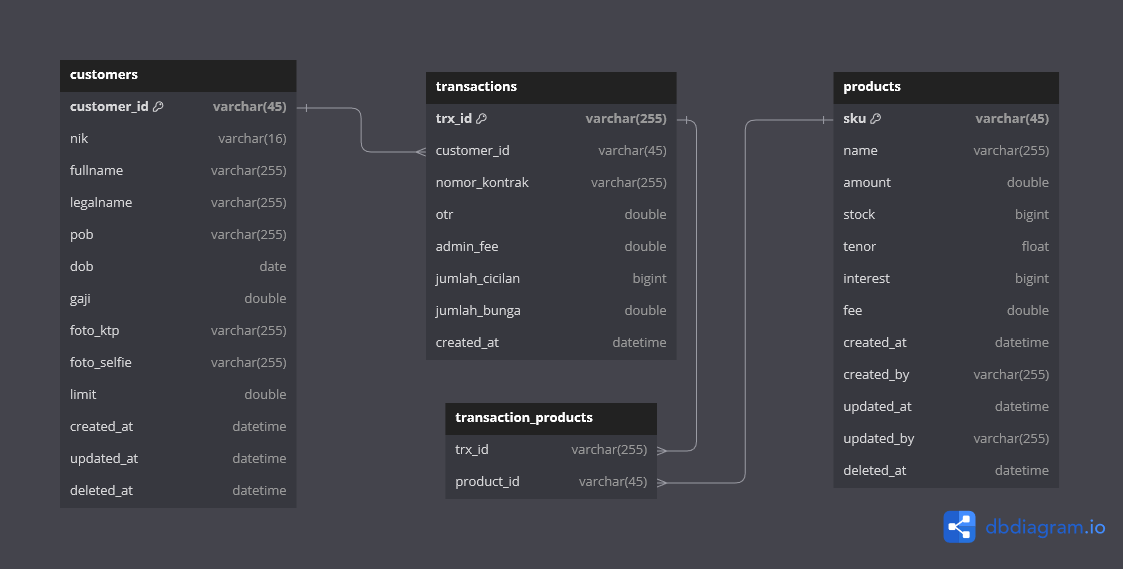 customers
customer_id varchar(45)
nik varchar(16)
fullname varchar(255)
legalname varchar(255)
pob varchar(255)
dob date
gaji double
foto_ktp varchar(255)
foto_selfie varchar(255)
limit double
created_at datetime
updated_at datetime
deleted_at datetime
transactions
trx_id varchar(255)
customer_id varchar(45)
nomor_kontrak varchar(255)
otr double
admin_fee double
jumlah_cicilan bigint
jumlah_bunga double
created_at datetime
transaction_products
trx_id varchar(255)
product_id varchar(45)
products
sku varchar(45)
name varchar(255)
amount double
stock bigint
tenor float
interest bigint
fee double
created_at datetime
created_by varchar(255)
updated_at datetime
updated_by varchar(255)
deleted_at datetime
dbdiagram.io